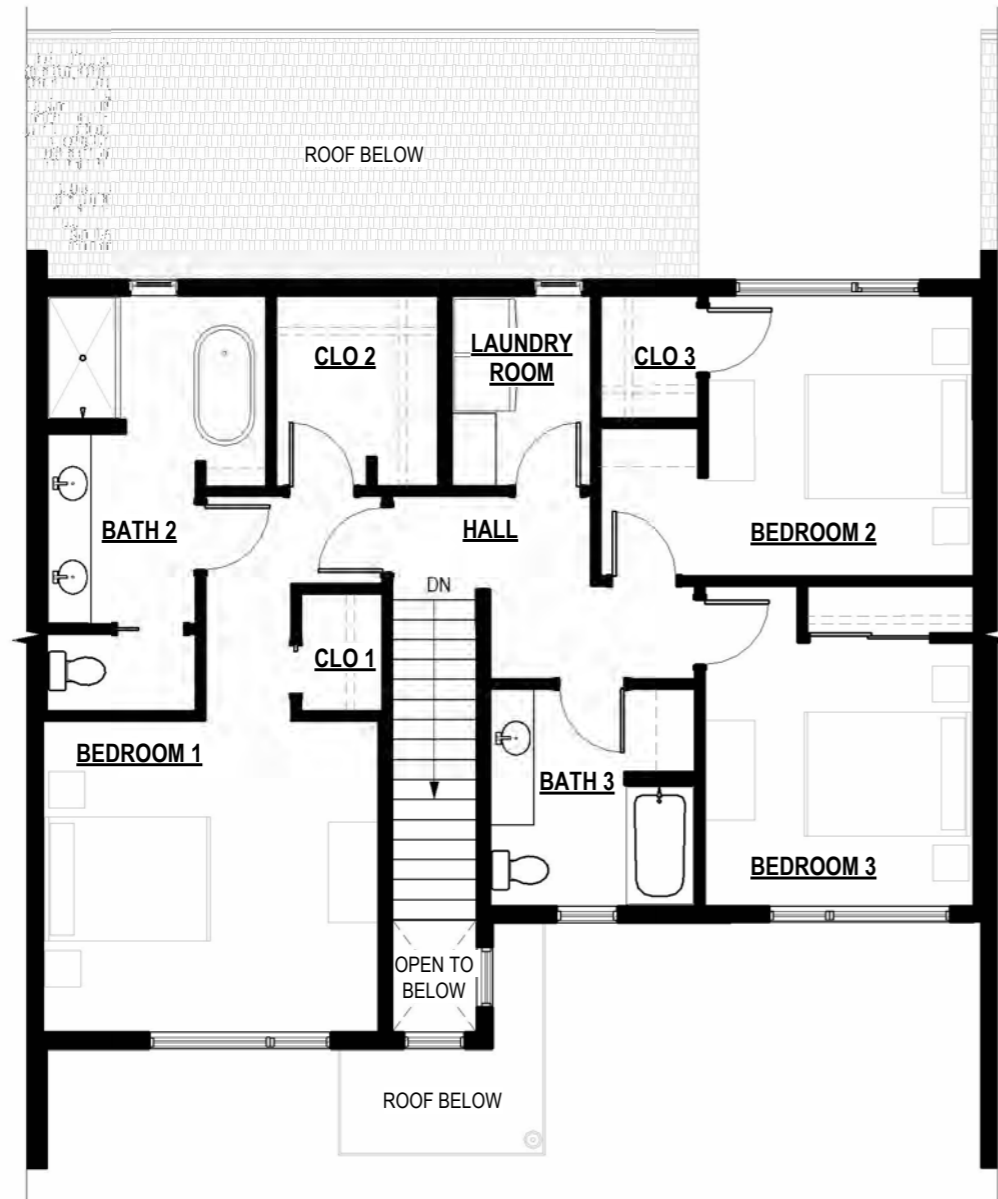 ROOF BELOW
CLO 2
LAUNDRY
ROOM
CLO 3
BATH 2
HALL
BEDROOM 2
DN
CLO 1
BEDROOM 1
BATH 3
BEDROOM 3
OPEN TO
BELOW
ROOF BELOW